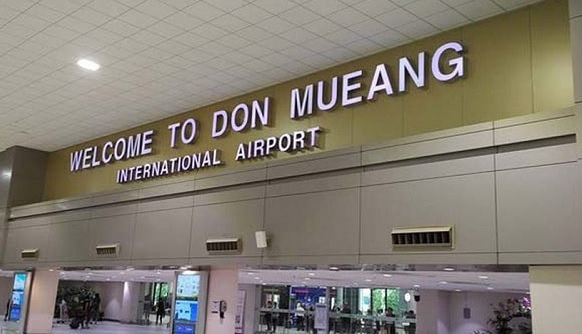 WELCOME TO DON MUEANG
INTERNATIONAL AIRPORT